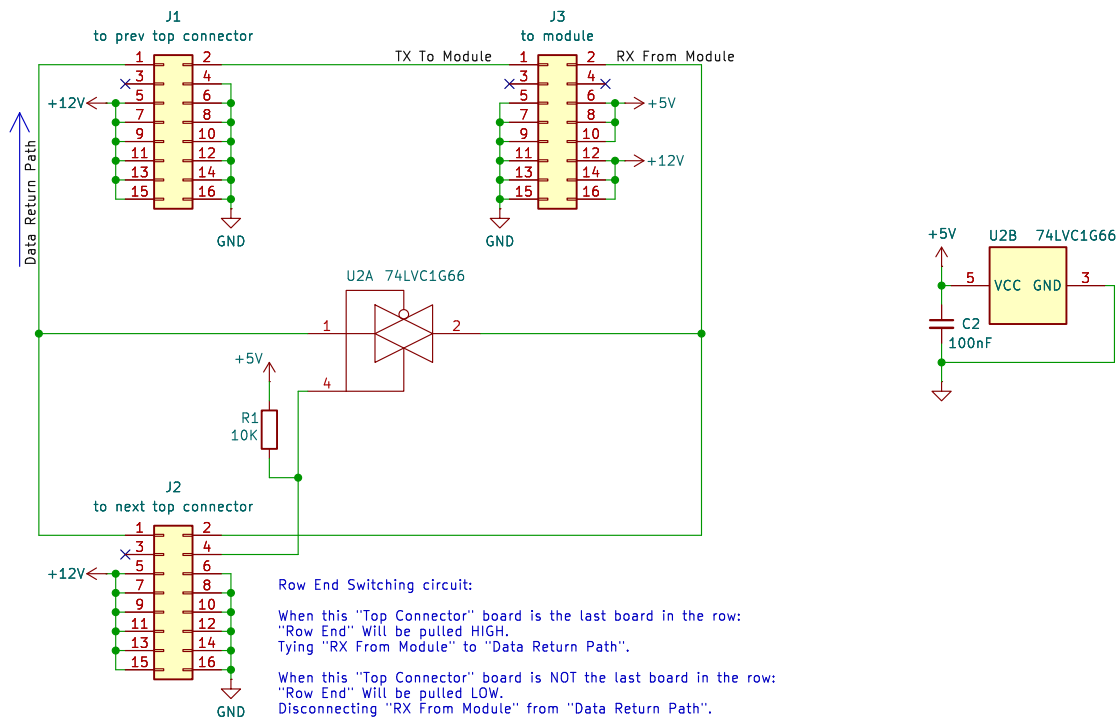 J1
to prev top connector
1 2
3 4
5 6
7 8
9 10
11 12
13 14
15 16
+12V
GND
Data Return Path
TX To Module
J3
to module
RX From Module
1 2
3 4
5 6
7 8
9 10
11 12
13 14
15 16
+5V
+12V
GND
U2A 74LVC1G66
1 2
4
+5V
R1
10K
+5V
U2B 74LVC1G66
5 VCC GND 3
C2
100nF
J2
to next top connector
1 2
3 4
5 6
7 8
9 10
11 12
13 14
15 16
+12V
GND
Row End Switching circuit:
When this "Top Connector" board is the last board in the row:
"Row End" Will be pulled HIGH.
Tying "RX From Module" to "Data Return Path".
When this "Top Connector" board is NOT the last board in the row:
"Row End" Will be pulled LOW.
Disconnecting "RX From Module" from "Data Return Path".